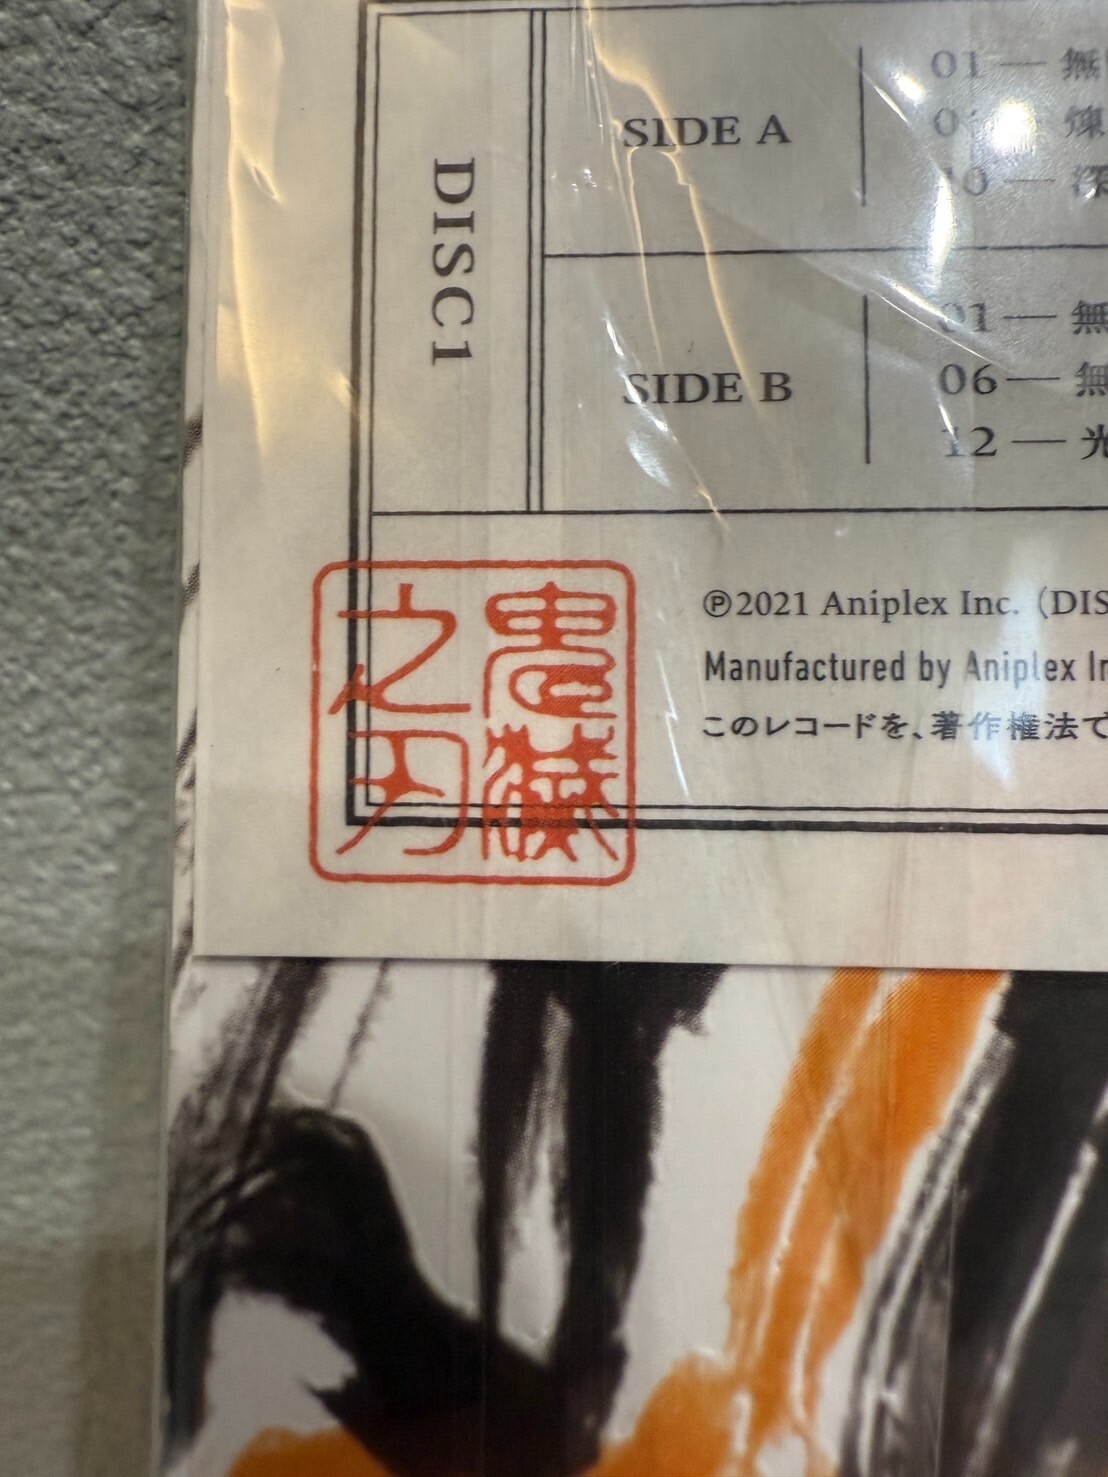 DISC1
SIDE A
01 — 無
煉
10 — 深
SIDE B
01 — 無
06 — 無
12 — 光
鬼滅
之刃
℗2021 Aniplex Inc.（DIS
Manufactured by Aniplex In
このレコードを、著作権法で